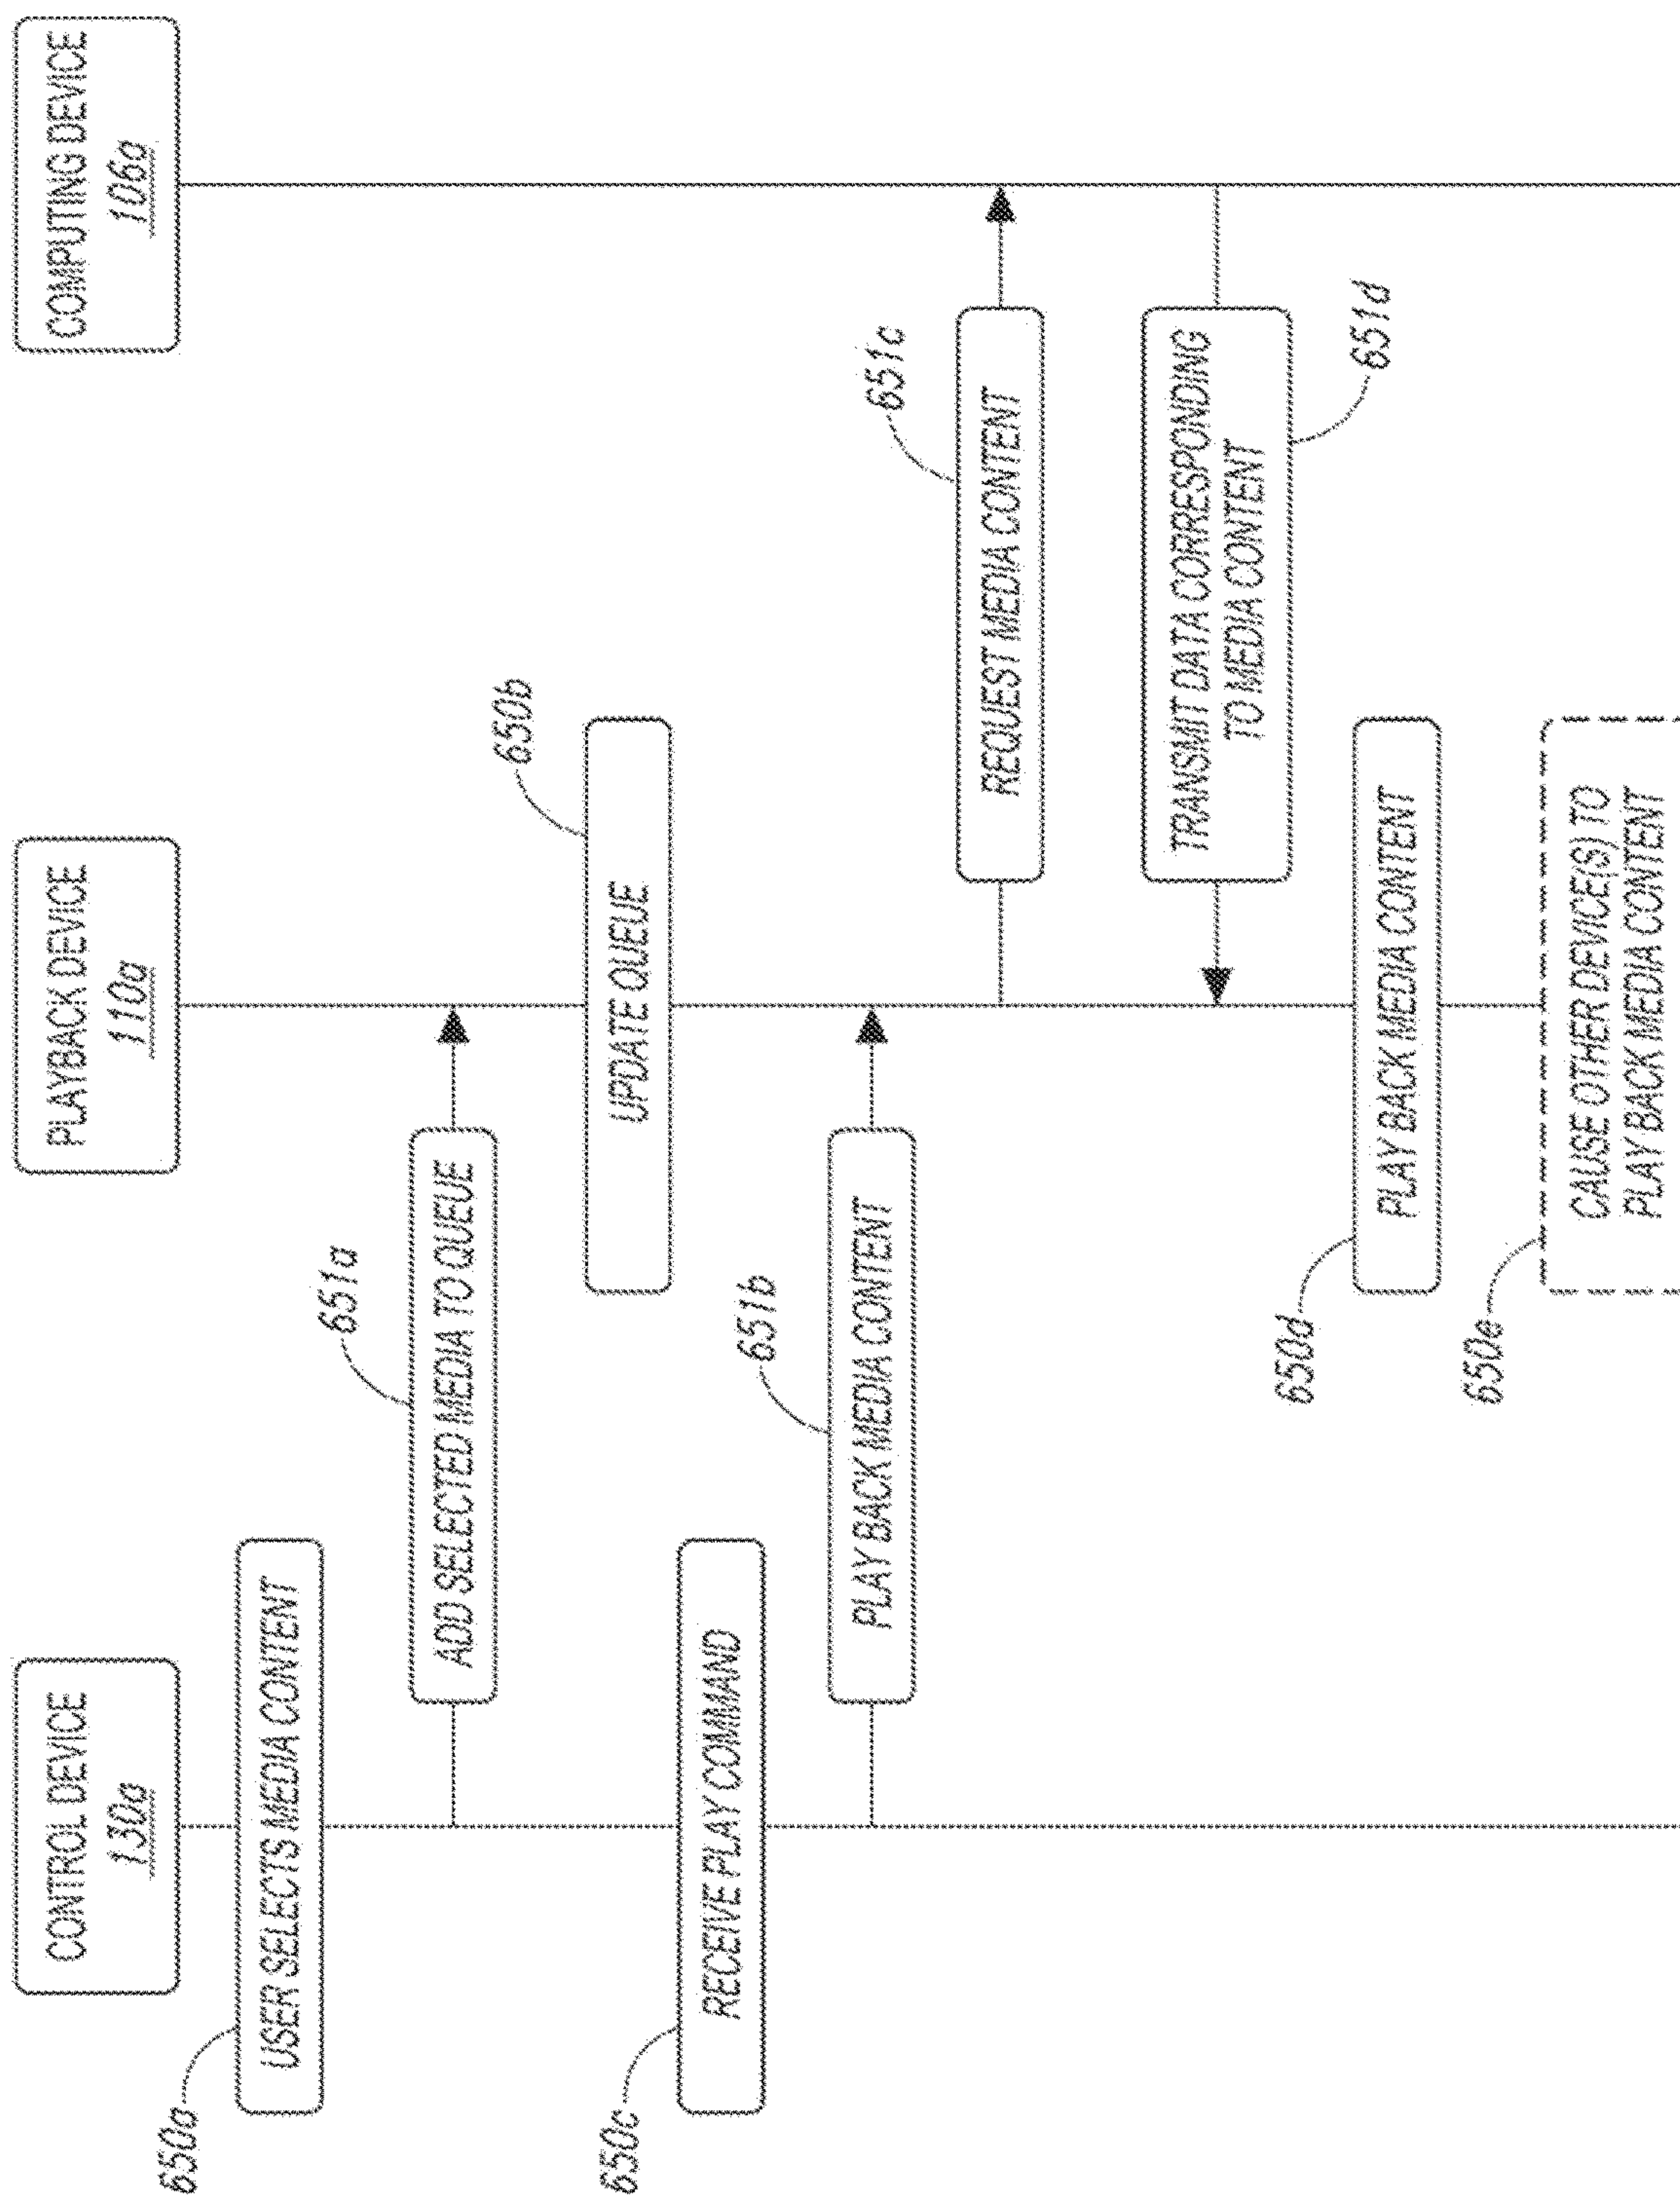 CONTROL DEVICE
130a
PLAYBACK DEVICE
110a
COMPUTING DEVICE
106a
650a
USER SELECTS MEDIA CONTENT
651a
ADD SELECTED MEDIA TO QUEUE
650b
UPDATE QUEUE
650c
RECEIVE PLAY COMMAND
651b
PLAY BACK MEDIA CONTENT
651c
REQUEST MEDIA CONTENT
TRANSMIT DATA CORRESPONDING
TO MEDIA CONTENT
651d
650d
PLAY BACK MEDIA CONTENT
650e
CAUSE OTHER DEVICE(S) TO
PLAY BACK MEDIA CONTENT